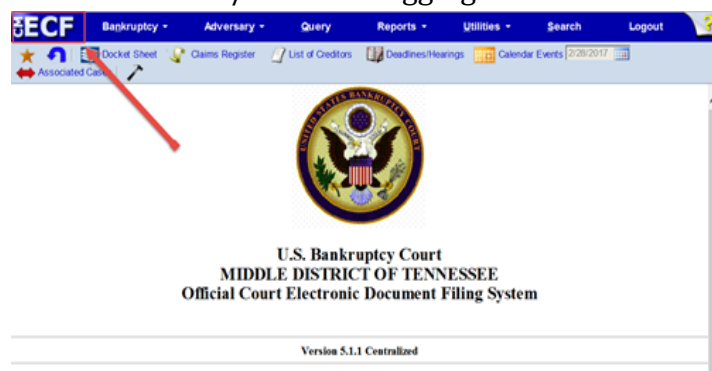 CM ECF Bankruptcy Adversary Query Reports Utilities Search Logout ?
Docket Sheet Claims Register List of Creditors Deadlines/Hearings Calendar Events 2/28/2017
Associated Cases
UNITED STATES BANKRUPTCY COURT
U.S. Bankruptcy Court
MIDDLE DISTRICT OF TENNESSEE
Official Court Electronic Document Filing System
Version 5.1.1 Centralized